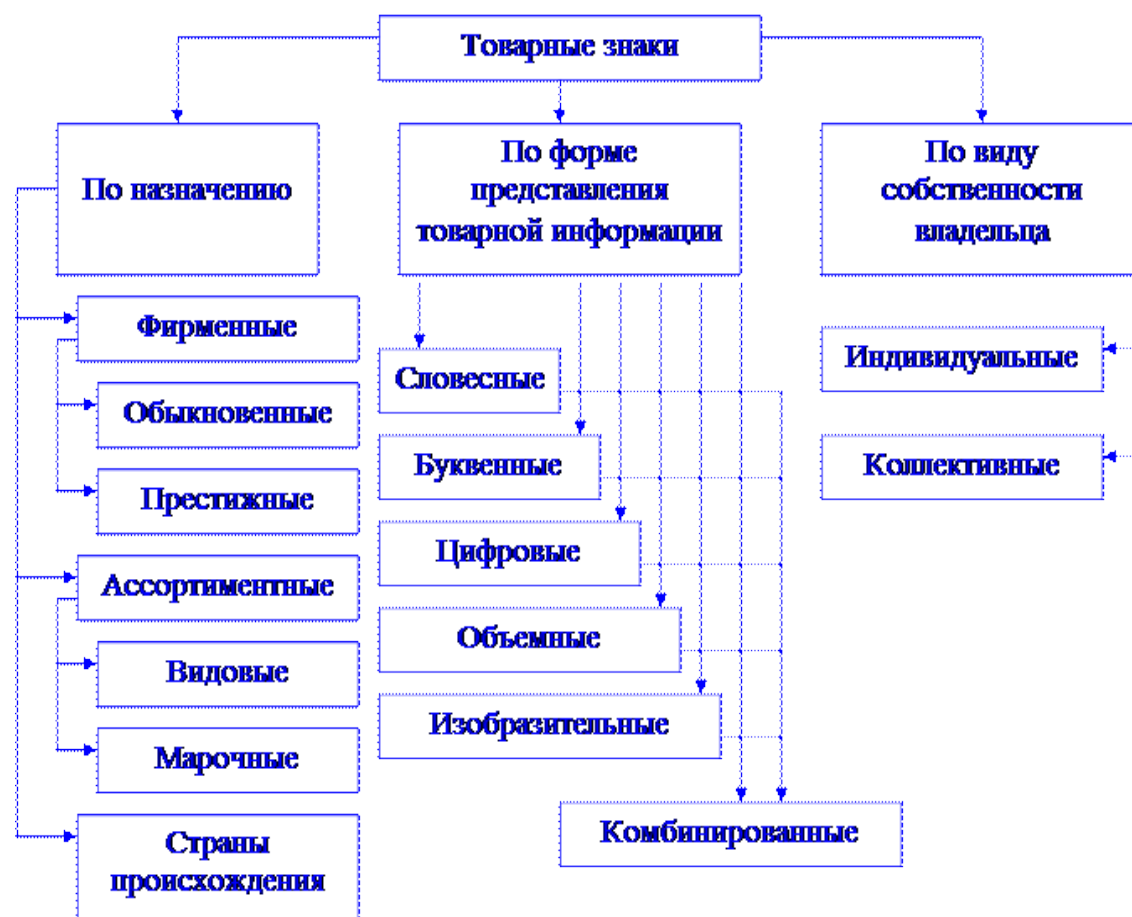 Товарные знаки
По назначению
По форме
представления
товарной информации
По виду
собственности
владельца
Фирменные
Обыкновенные
Престижные
Ассортиментные
Видовые
Марочные
Страны
происхождения
Словесные
Буквенные
Цифровые
Объемные
Изобразительные
Комбинированные
Индивидуальные
Коллективные